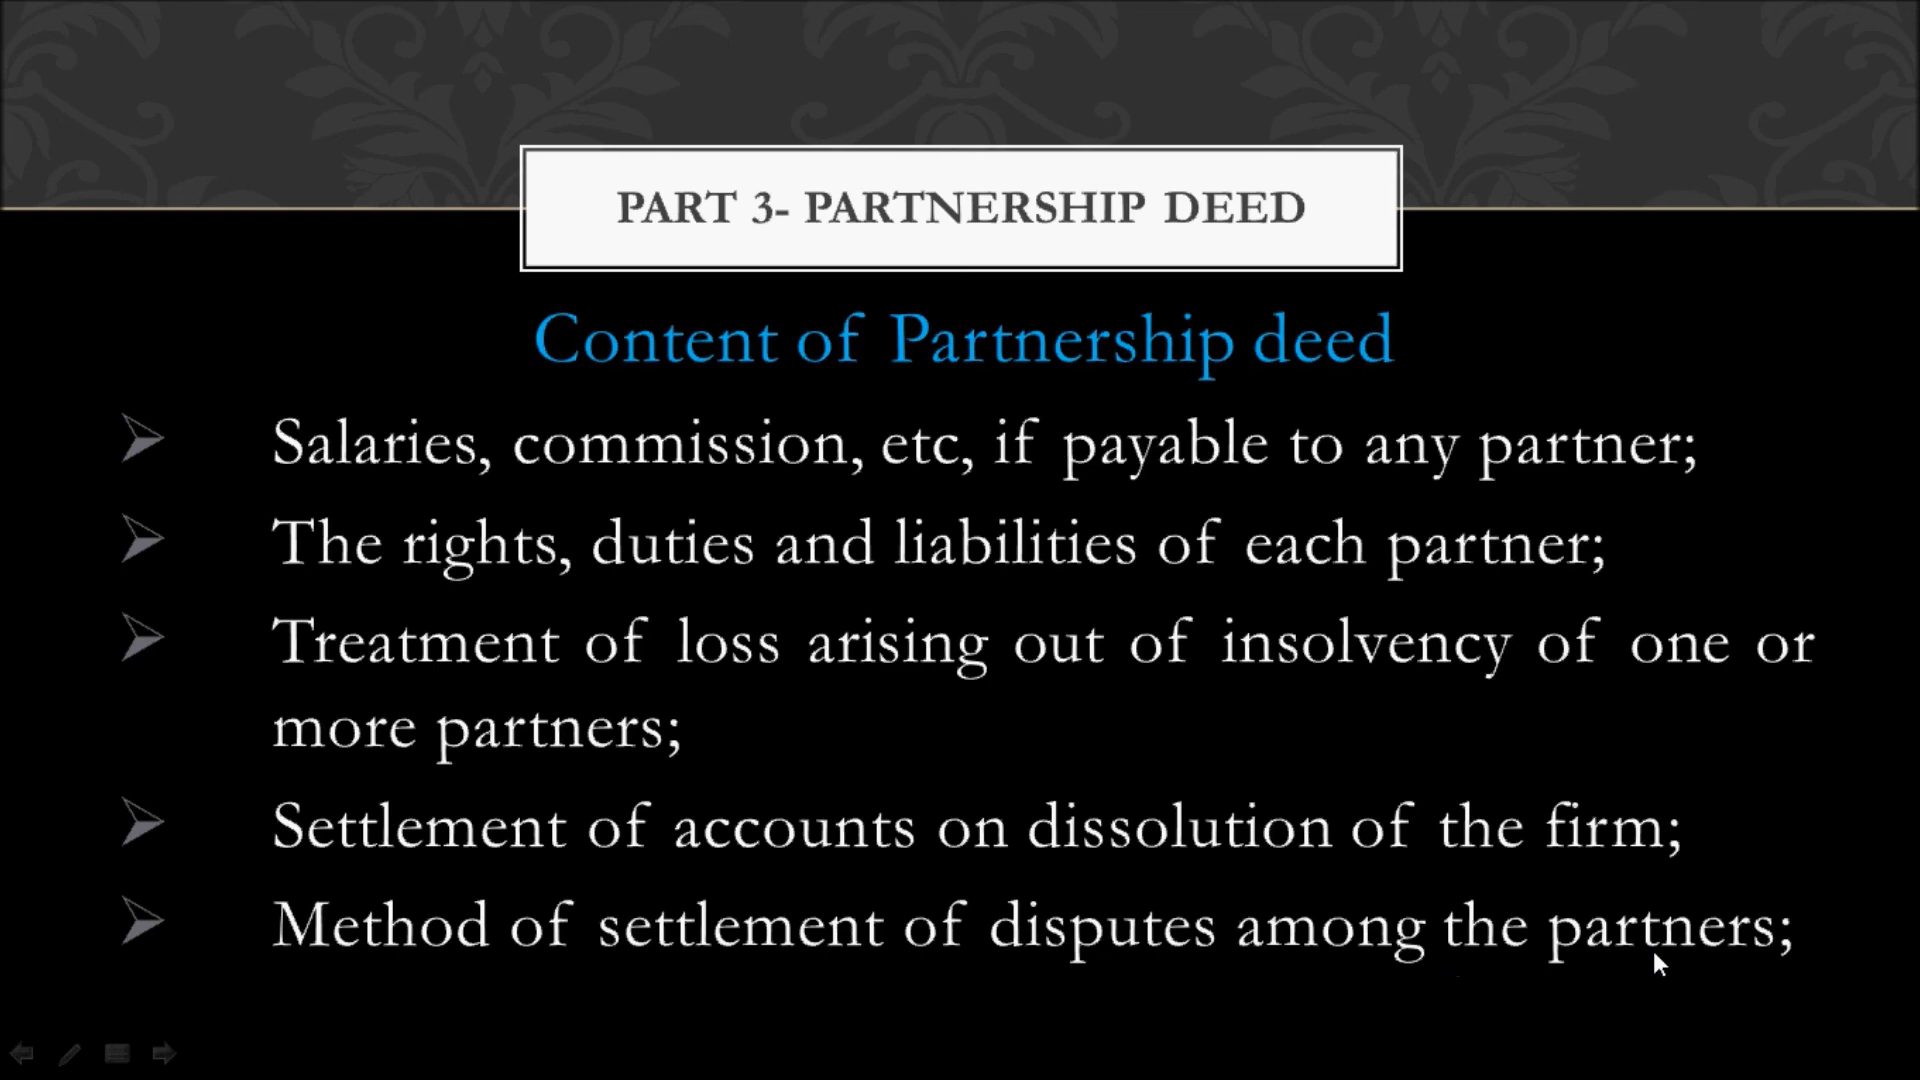 PART 3- PARTNERSHIP DEED
Content of Partnership deed
Salaries, commission, etc, if payable to any partner;
The rights, duties and liabilities of each partner;
Treatment of loss arising out of insolvency of one or
more partners;
Settlement of accounts on dissolution of the firm;
Method of settlement of disputes among the partners;